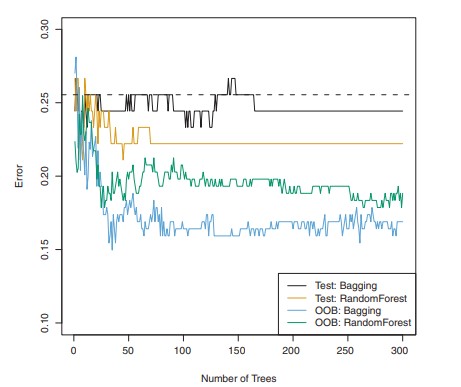 0.30
0.25
0.20
0.15
0.10
Error
0 50 100 150 200 250 300
Number of Trees
Test: Bagging
Test: RandomForest
OOB: Bagging
OOB: RandomForest